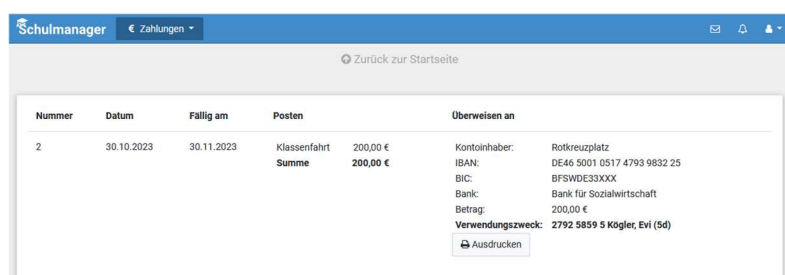 Schulmanager € Zahlungen
Zurück zur Startseite
Nummer Datum Fällig am Posten Überweisen an
2 30.10.2023 30.11.2023 Klassenfahrt 200,00 € Kontoinhaber: Rotkreuzplatz
Summe 200,00 € IBAN: DE46 5001 0517 4793 9832 25
BIC: BFSWDE33XXX
Bank: Bank für Sozialwirtschaft
Betrag: 200,00 €
Verwendungszweck: 2792 5859 5 Kögler, Evi (5d)
Ausdrucken